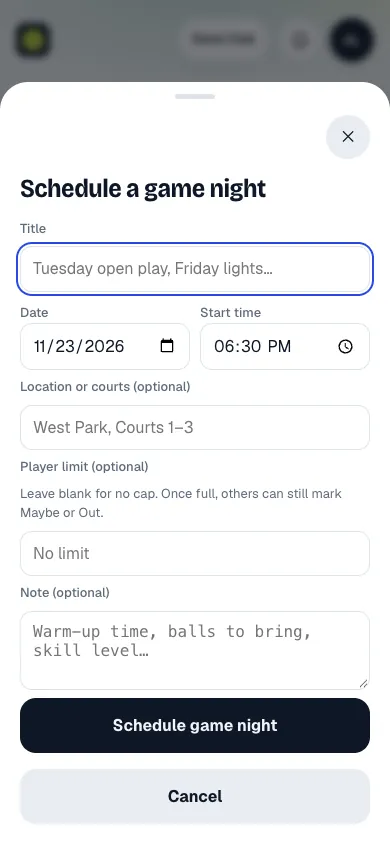 Schedule a game night
Title
Tuesday open play, Friday lights…
Date
Start time
11/23/2026
06:30 PM
Location or courts (optional)
West Park, Courts 1–3
Player limit (optional)
Leave blank for no cap. Once full, others can still mark
Maybe or Out.
No limit
Note (optional)
Warm-up time, balls to bring,
skill level…
Schedule game night
Cancel